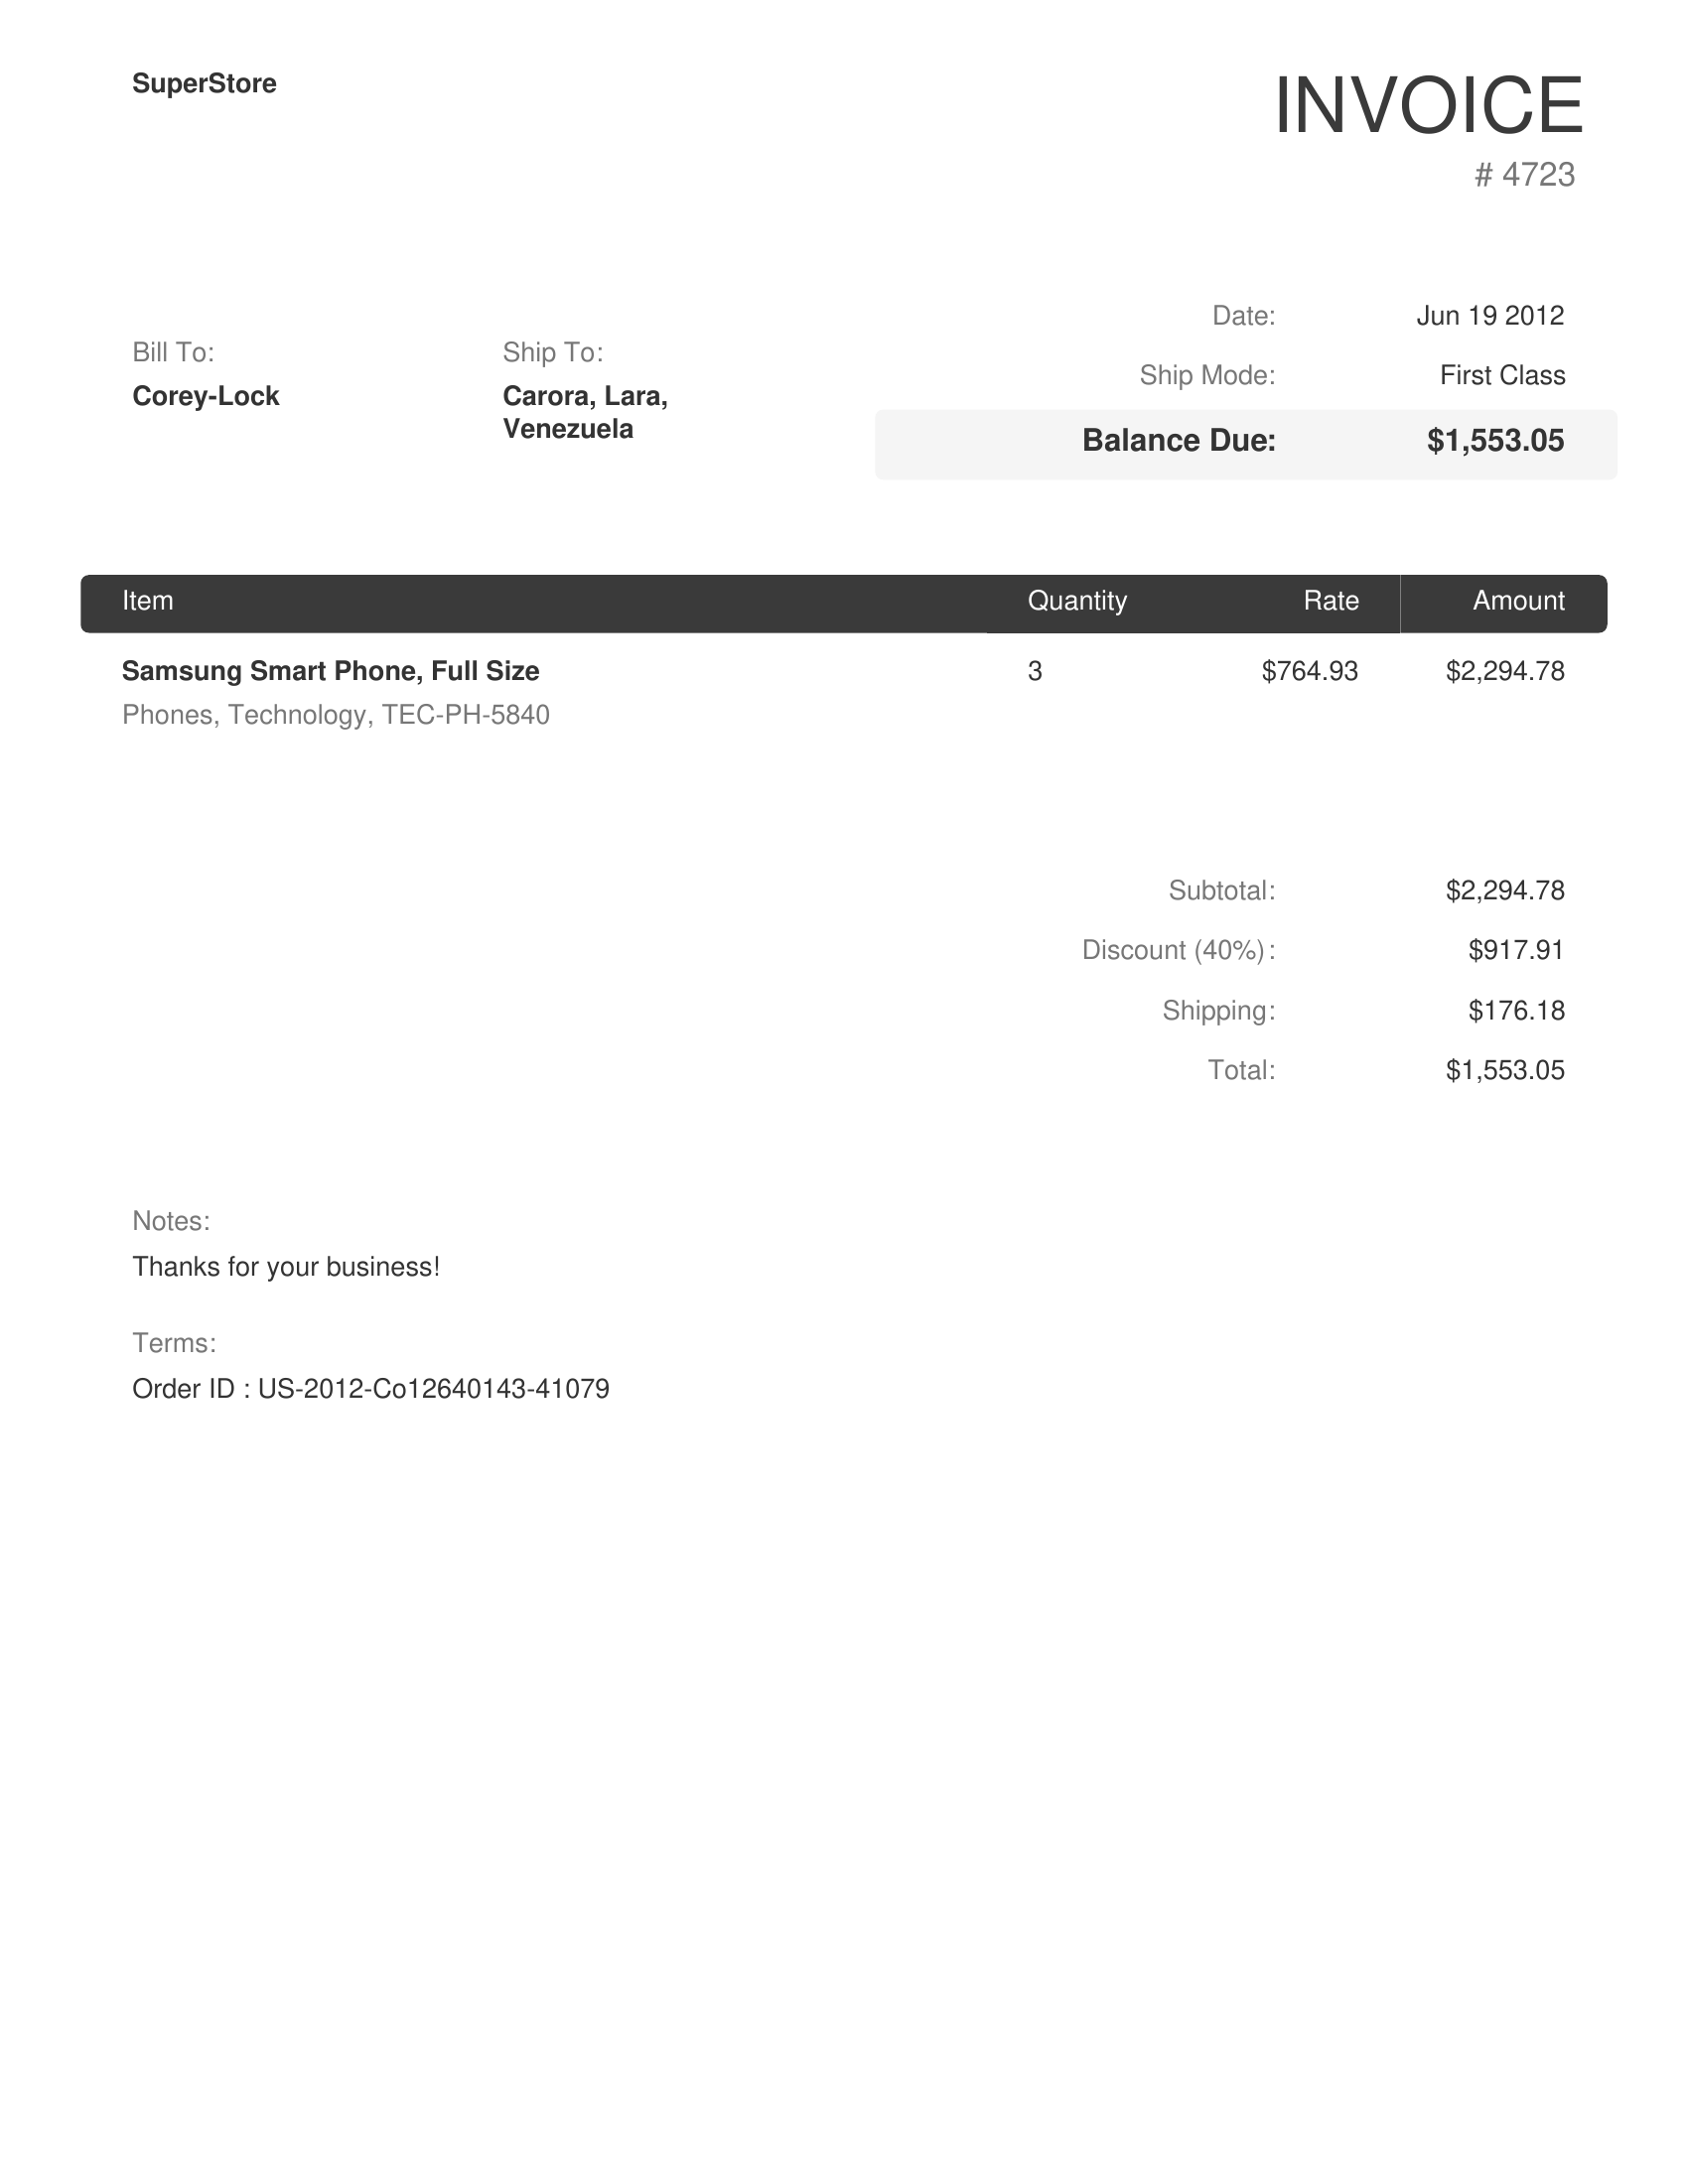 SuperStore
INVOICE
# 4723
Date: Jun 19 2012
Ship Mode: First Class
Balance Due: $1,553.05
Bill To:
Corey-Lock
Ship To:
Carora, Lara,
Venezuela
Item Quantity Rate Amount
Samsung Smart Phone, Full Size 3 $764.93 $2,294.78
Phones, Technology, TEC-PH-5840
Subtotal: $2,294.78
Discount (40%): $917.91
Shipping: $176.18
Total: $1,553.05
Notes:
Thanks for your business!
Terms:
Order ID : US-2012-Co12640143-41079